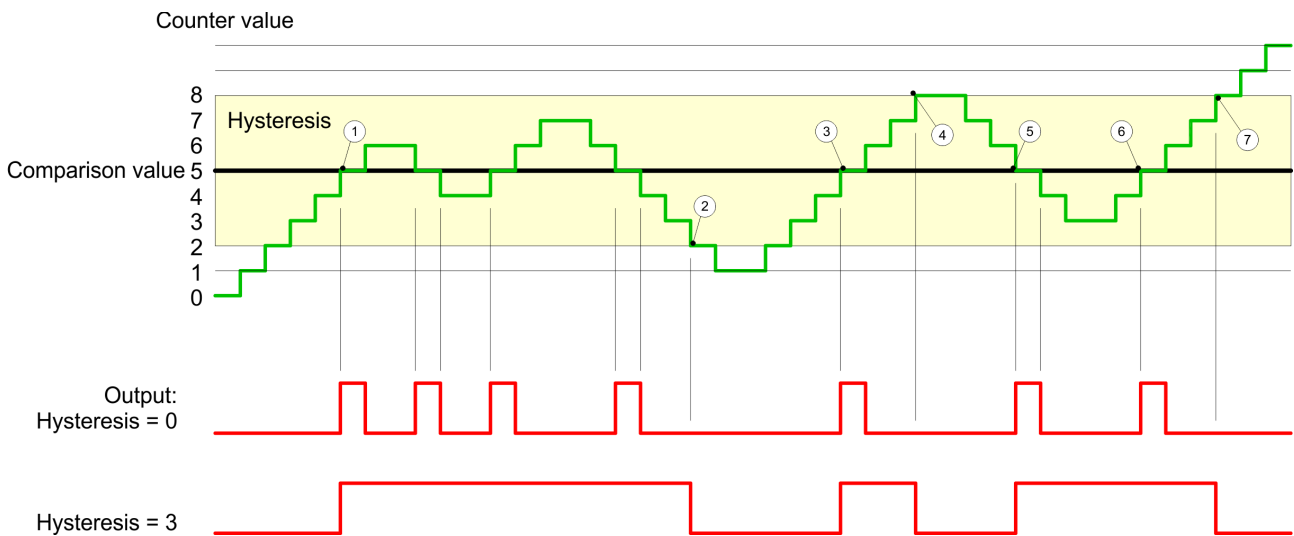 Counter value
8
7
Hysteresis
1
3
4
5
6
7
6
Comparison value 5
4
2
3
2
1
0
Output:
Hysteresis = 0
Hysteresis = 3